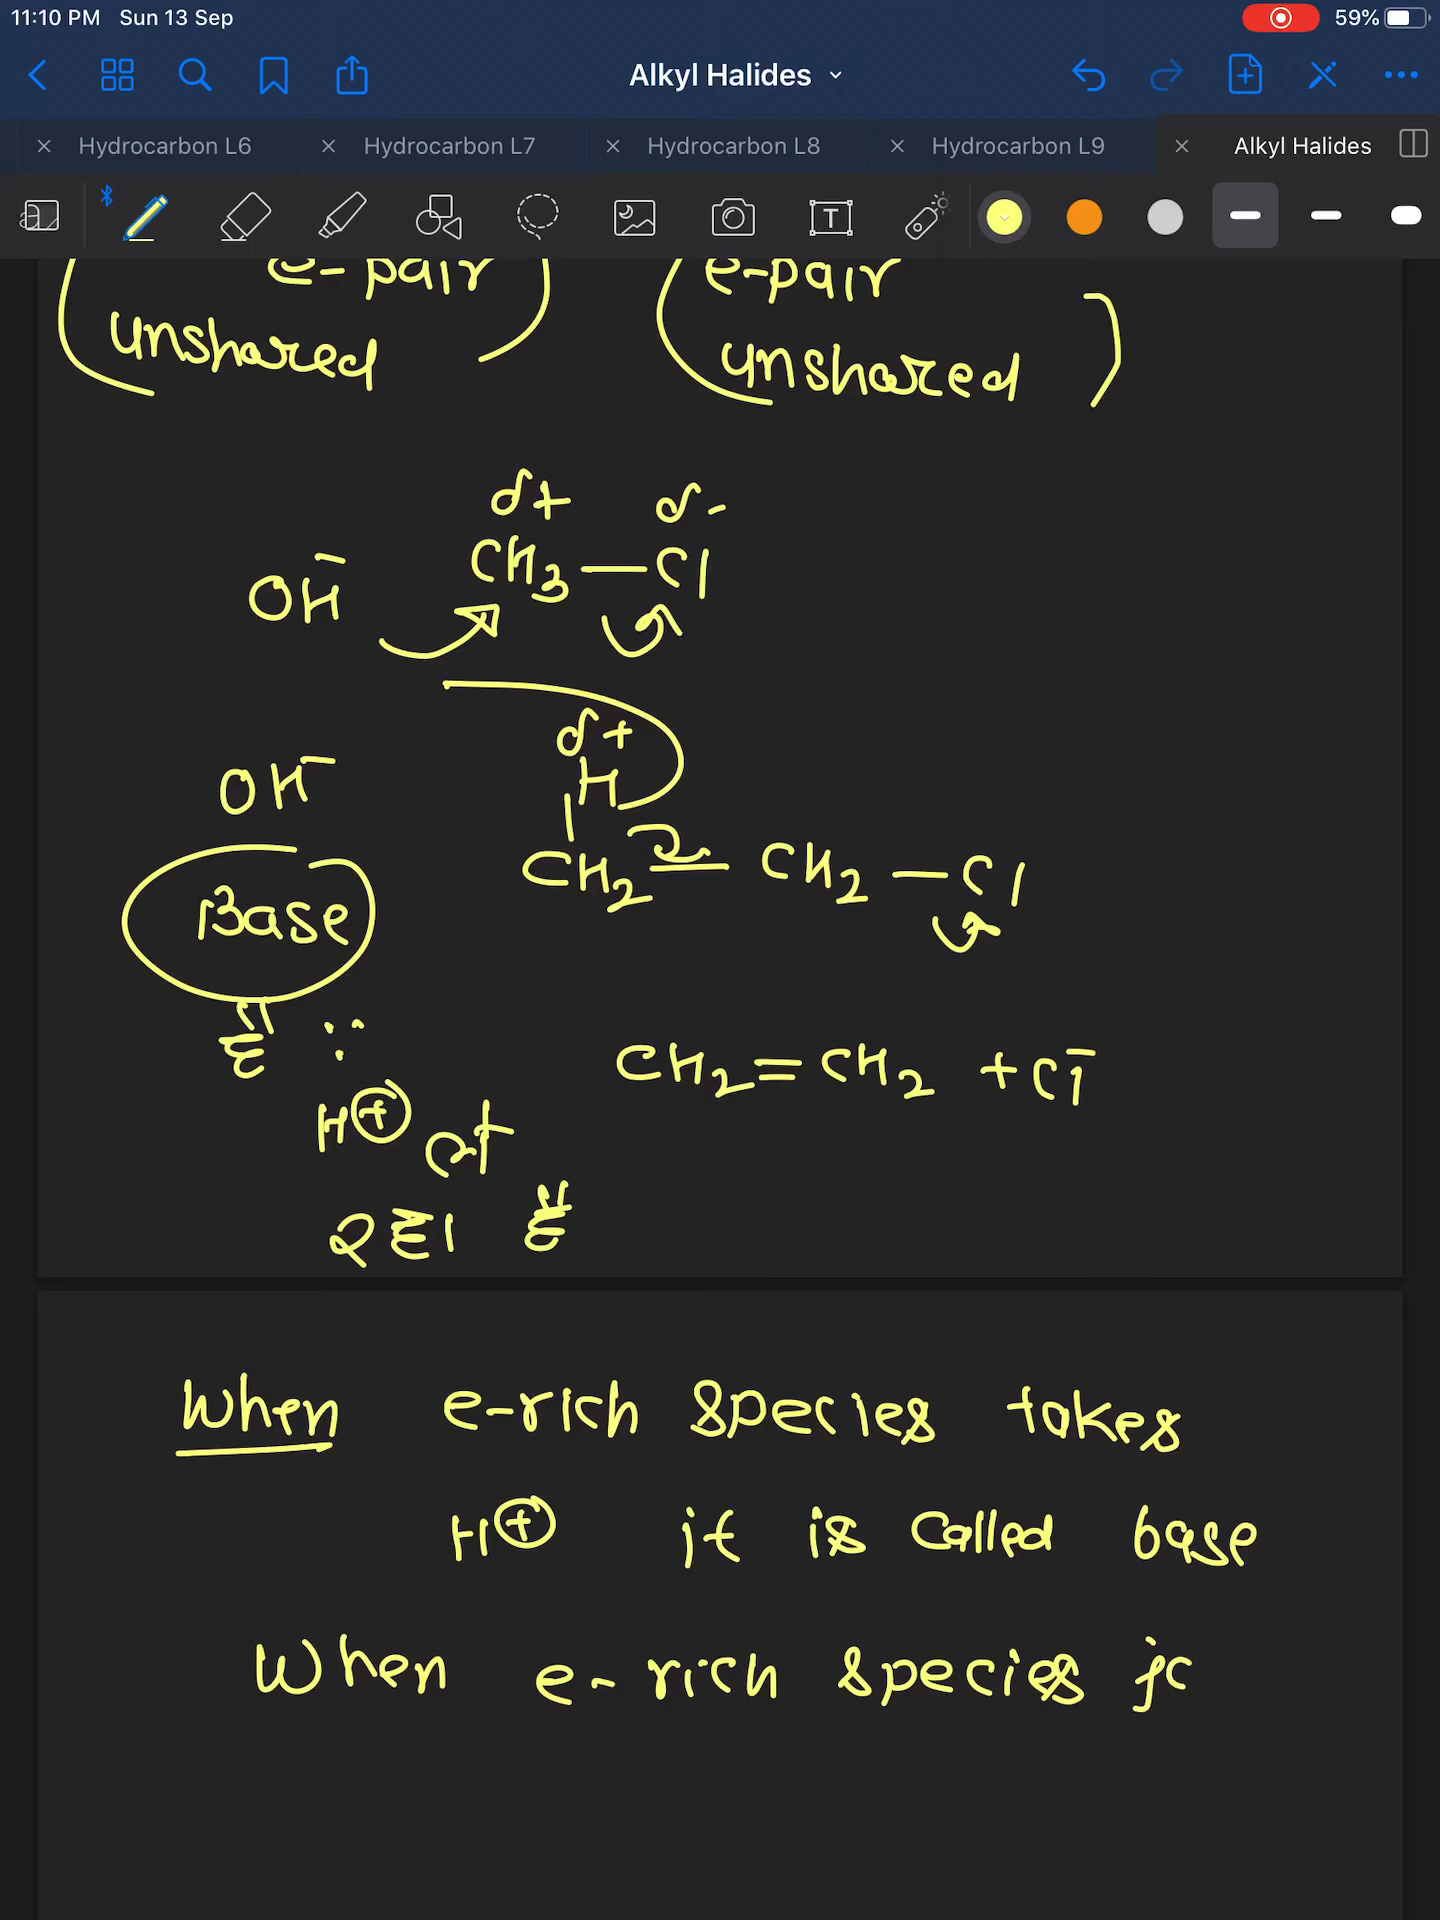 11:10 PM Sun 13 Sep 59%
Alkyl Halides
Hydrocarbon L6 Hydrocarbon L7 Hydrocarbon L8 Hydrocarbon L9 Alkyl Halides
e-pair e-pair
unshared unshared
δ+ δ-
OH⁻ CH₃—Cl
δ+
H
OH⁻
CH₂—CH₂—Cl
Base
CH₂=CH₂ + Cl⁻
H⊕
When e-rich species takes
H⊕ it is called base
When e-rich species